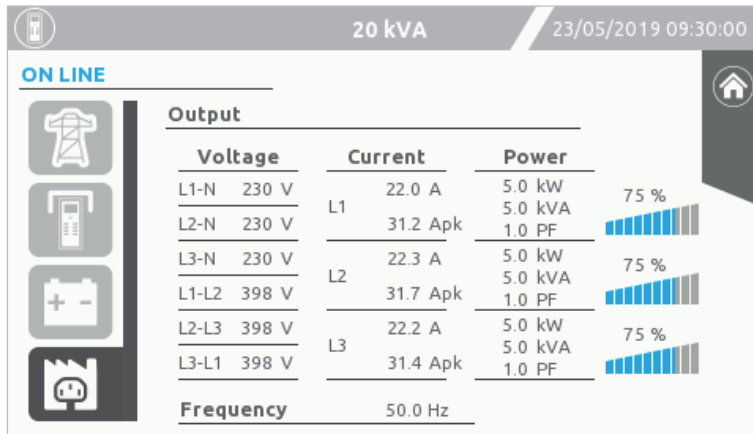 20 kVA
23/05/2019 09:30:00
ON LINE
Output
Voltage Current Power
L1-N 230 V
L2-N 230 V
L3-N 230 V
L1-L2 398 V
L2-L3 398 V
L3-L1 398 V
L1
22.0 A
31.2 Apk
L2
22.3 A
31.7 Apk
L3
22.2 A
31.4 Apk
5.0 kW
5.0 kVA
1.0 PF
75 %
5.0 kW
5.0 kVA
1.0 PF
75 %
5.0 kW
5.0 kVA
1.0 PF
75 %
Frequency 50.0 Hz